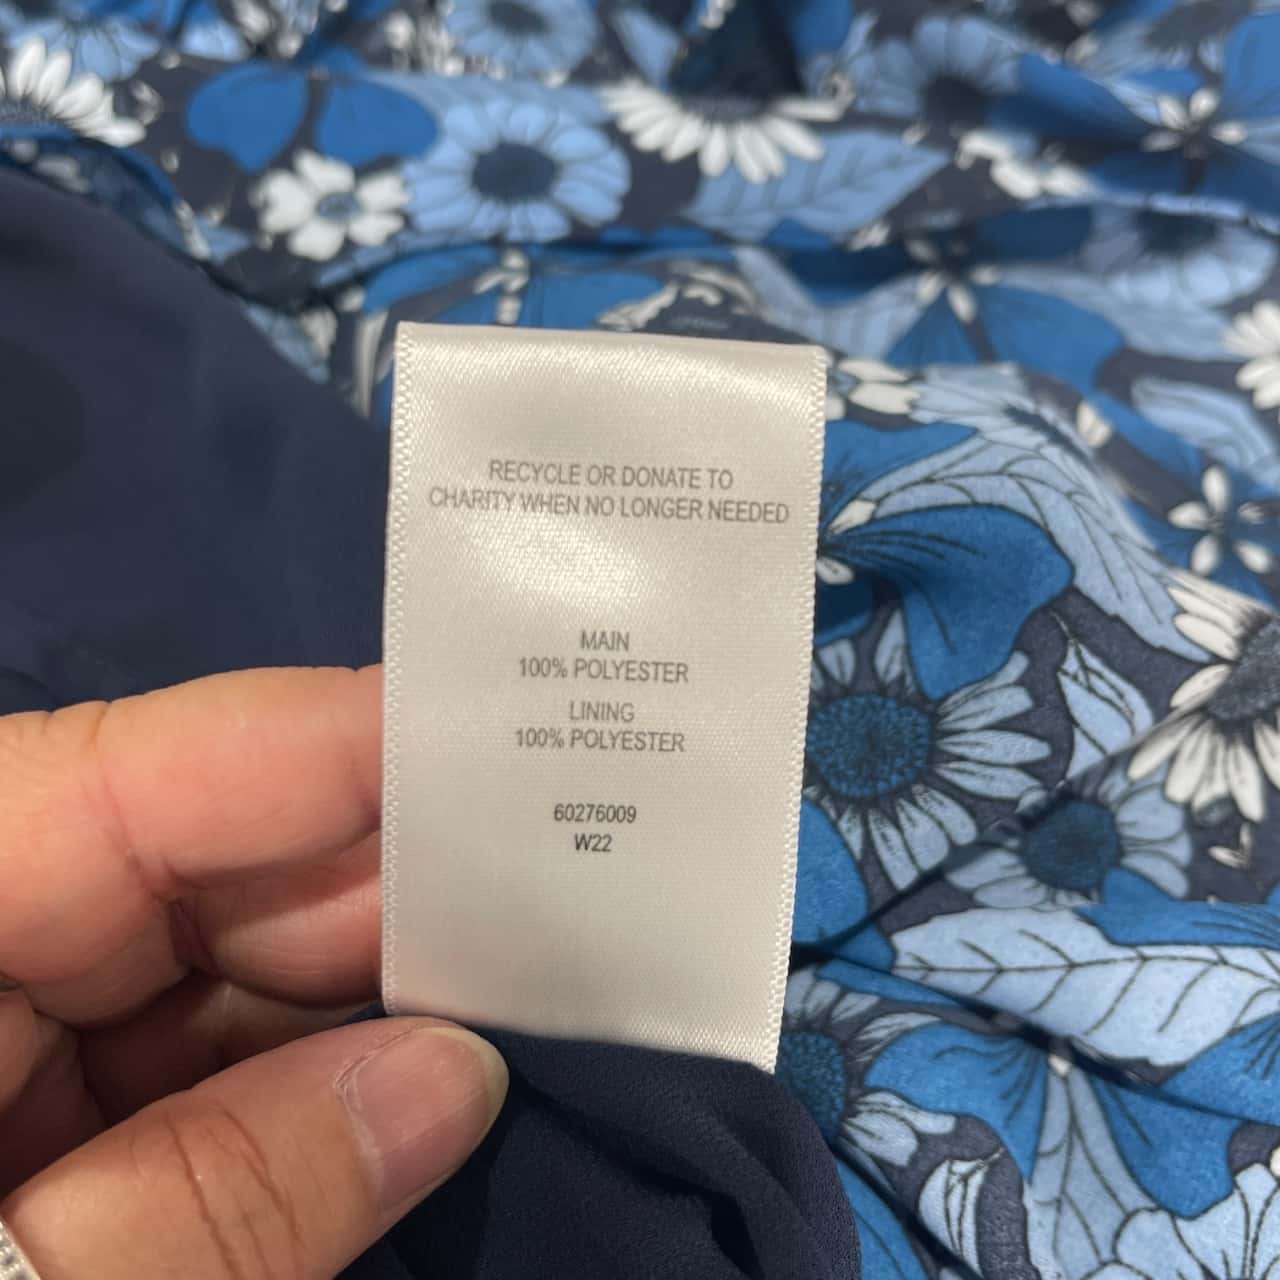 RECYCLE OR DONATE TO
CHARITY WHEN NO LONGER NEEDED
MAIN
100% POLYESTER
LINING
100% POLYESTER
60276009
W22